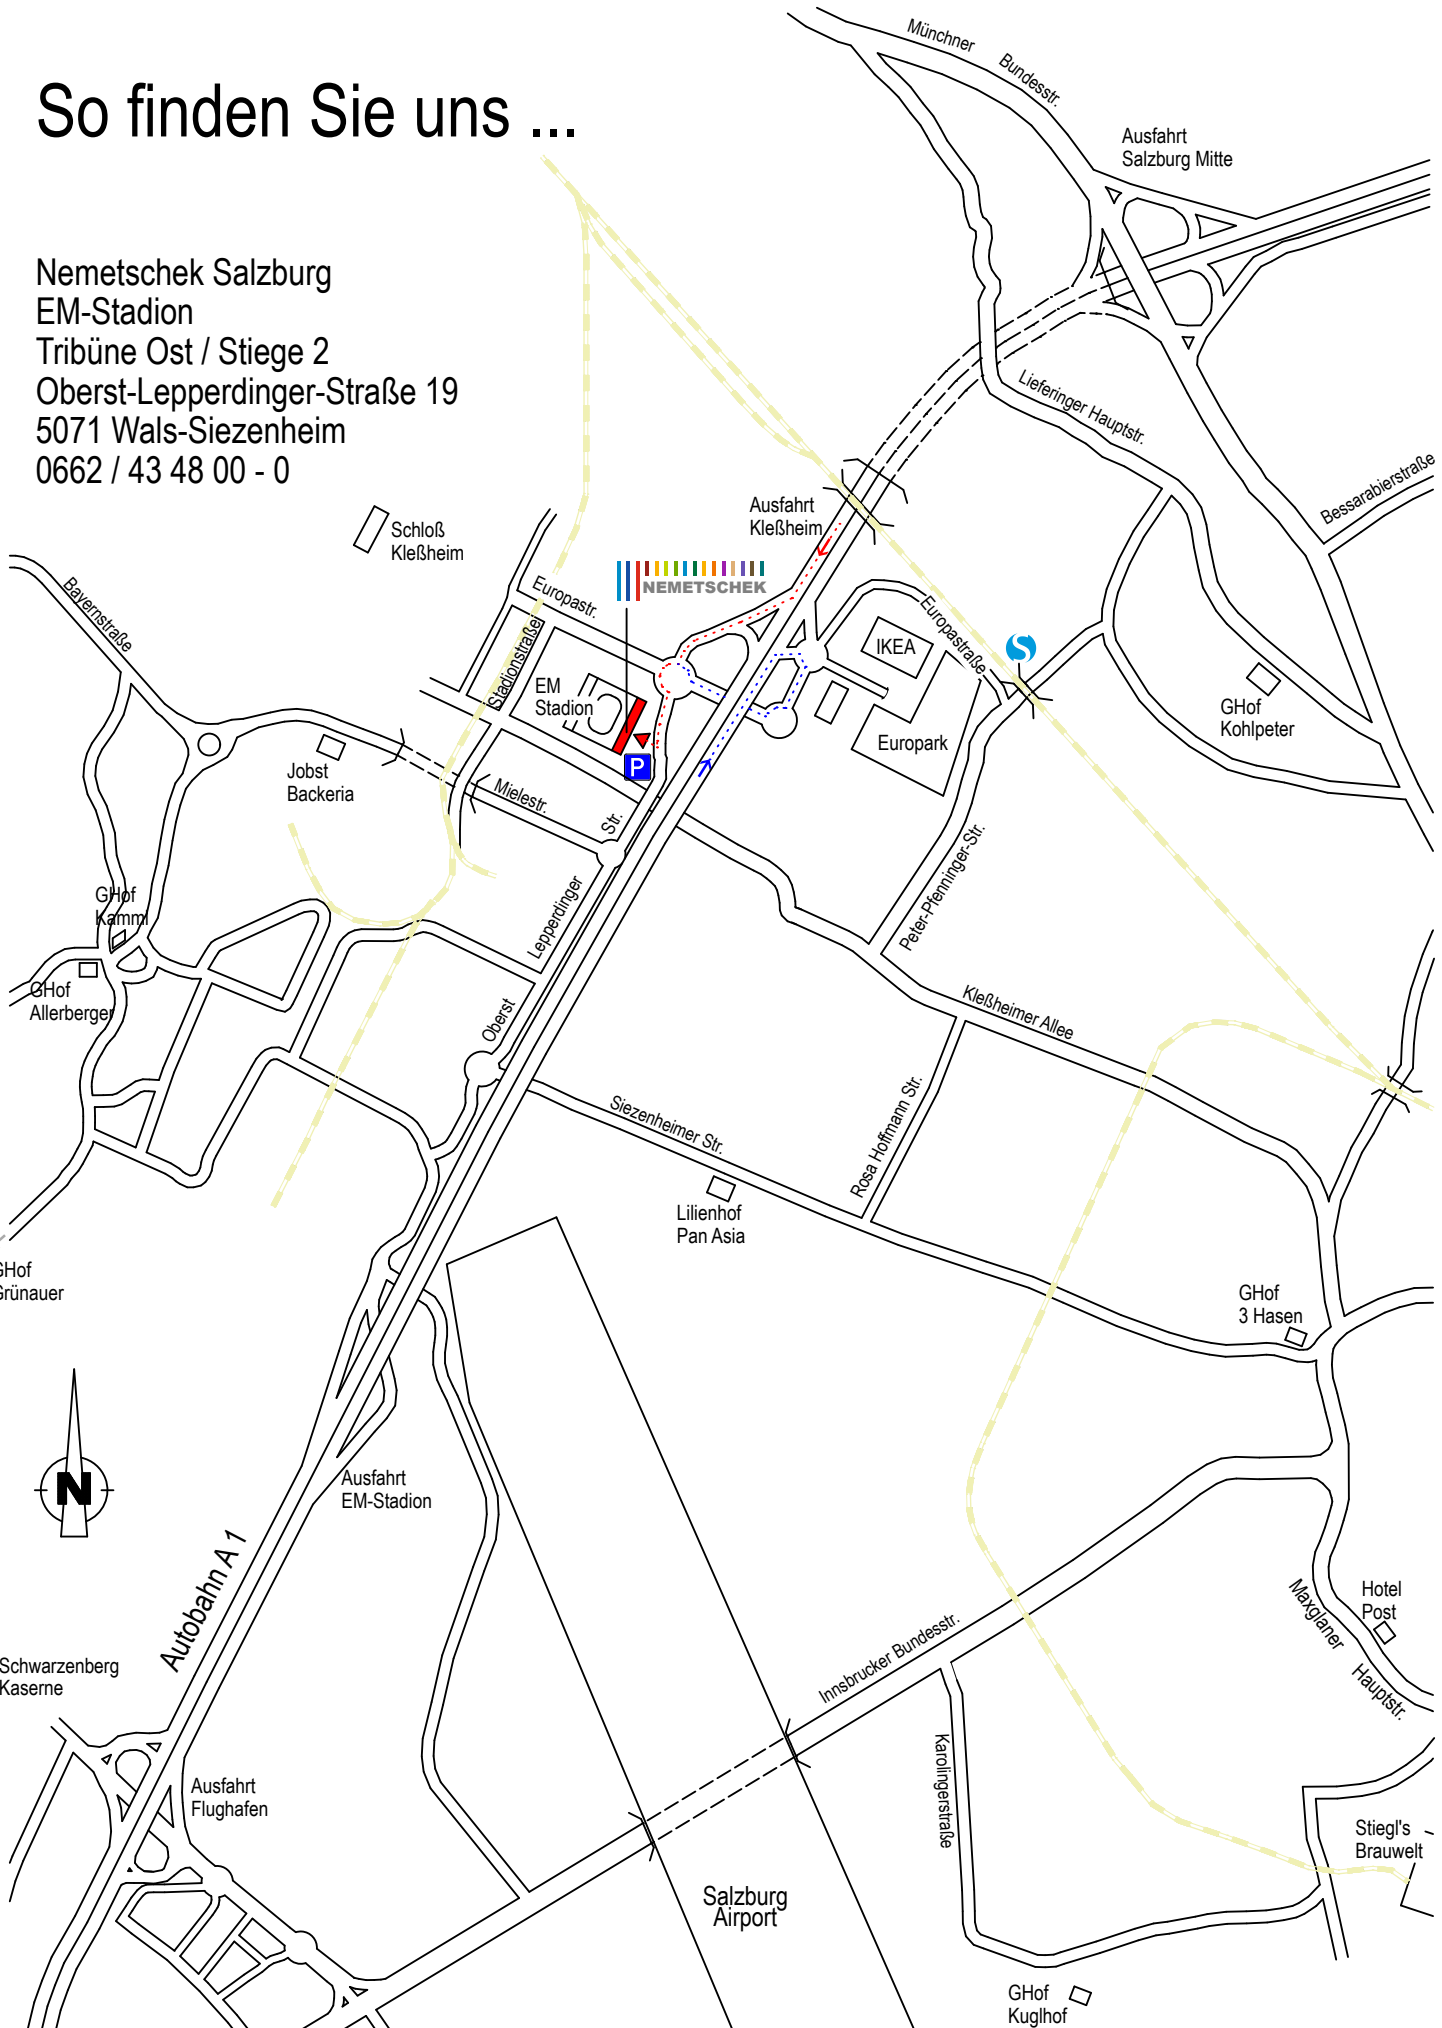 So finden Sie uns ...
Nemetschek Salzburg
EM-Stadion
Tribüne Ost / Stiege 2
Oberst-Lepperdinger-Straße 19
5071 Wals-Siezenheim
0662 / 43 48 00 - 0
Münchner
Bundesstr.
Ausfahrt
Salzburg Mitte
Lieferinger Hauptstr.
Bessarabierstraße
Ausfahrt
Kleßheim
Schloß
Kleßheim
Bayernstraße
Europastr.
NEMETSCHEK
Stadionstraße
EM
Stadion
P
IKEA
Europastraße
S
GHof
Kohlpeter
Europark
Jobst
Backeria
Mielestr.
Str.
Lepperdinger
Oberst
Peter-Pfenninger-Str.
GHof
Kamml
GHof
Allerberger
Kleßheimer Allee
Siezenheimer Str.
Rosa Hoffmann Str.
Lilienhof
Pan Asia
GHof
Grünauer
GHof
3 Hasen
N
Ausfahrt
EM-Stadion
Autobahn A 1
Hotel
Post
Maxglaner
Hauptstr.
Innsbrucker Bundesstr.
Schwarzenberg
Kaserne
Karolingerstraße
Ausfahrt
Flughafen
Stiegl's
Brauwelt
Salzburg
Airport
GHof
Kuglhof